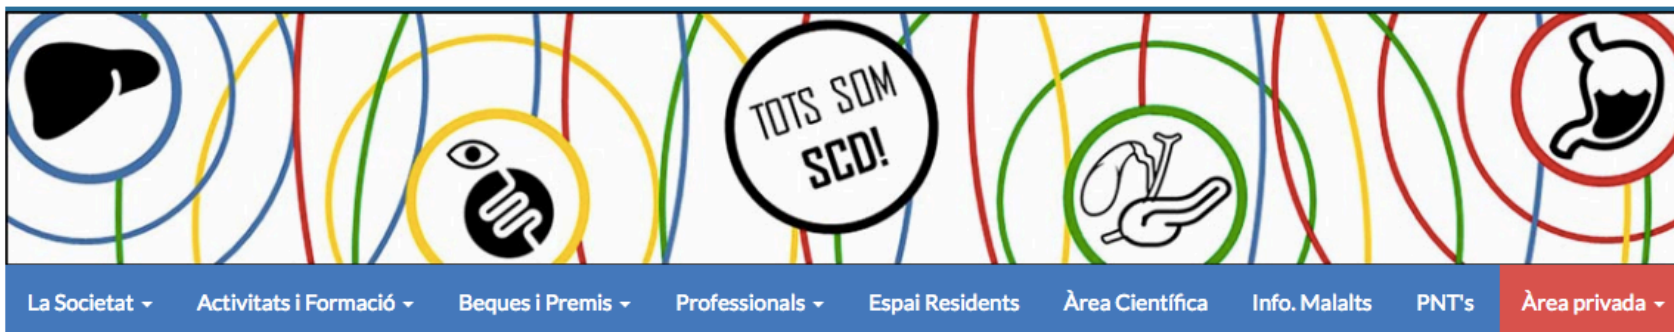 TOTS SOM
SCD!
La Societat Activitats i Formació Beques i Premis Professionals Espai Residents Àrea Científica Info. Malalts PNT's Àrea privada